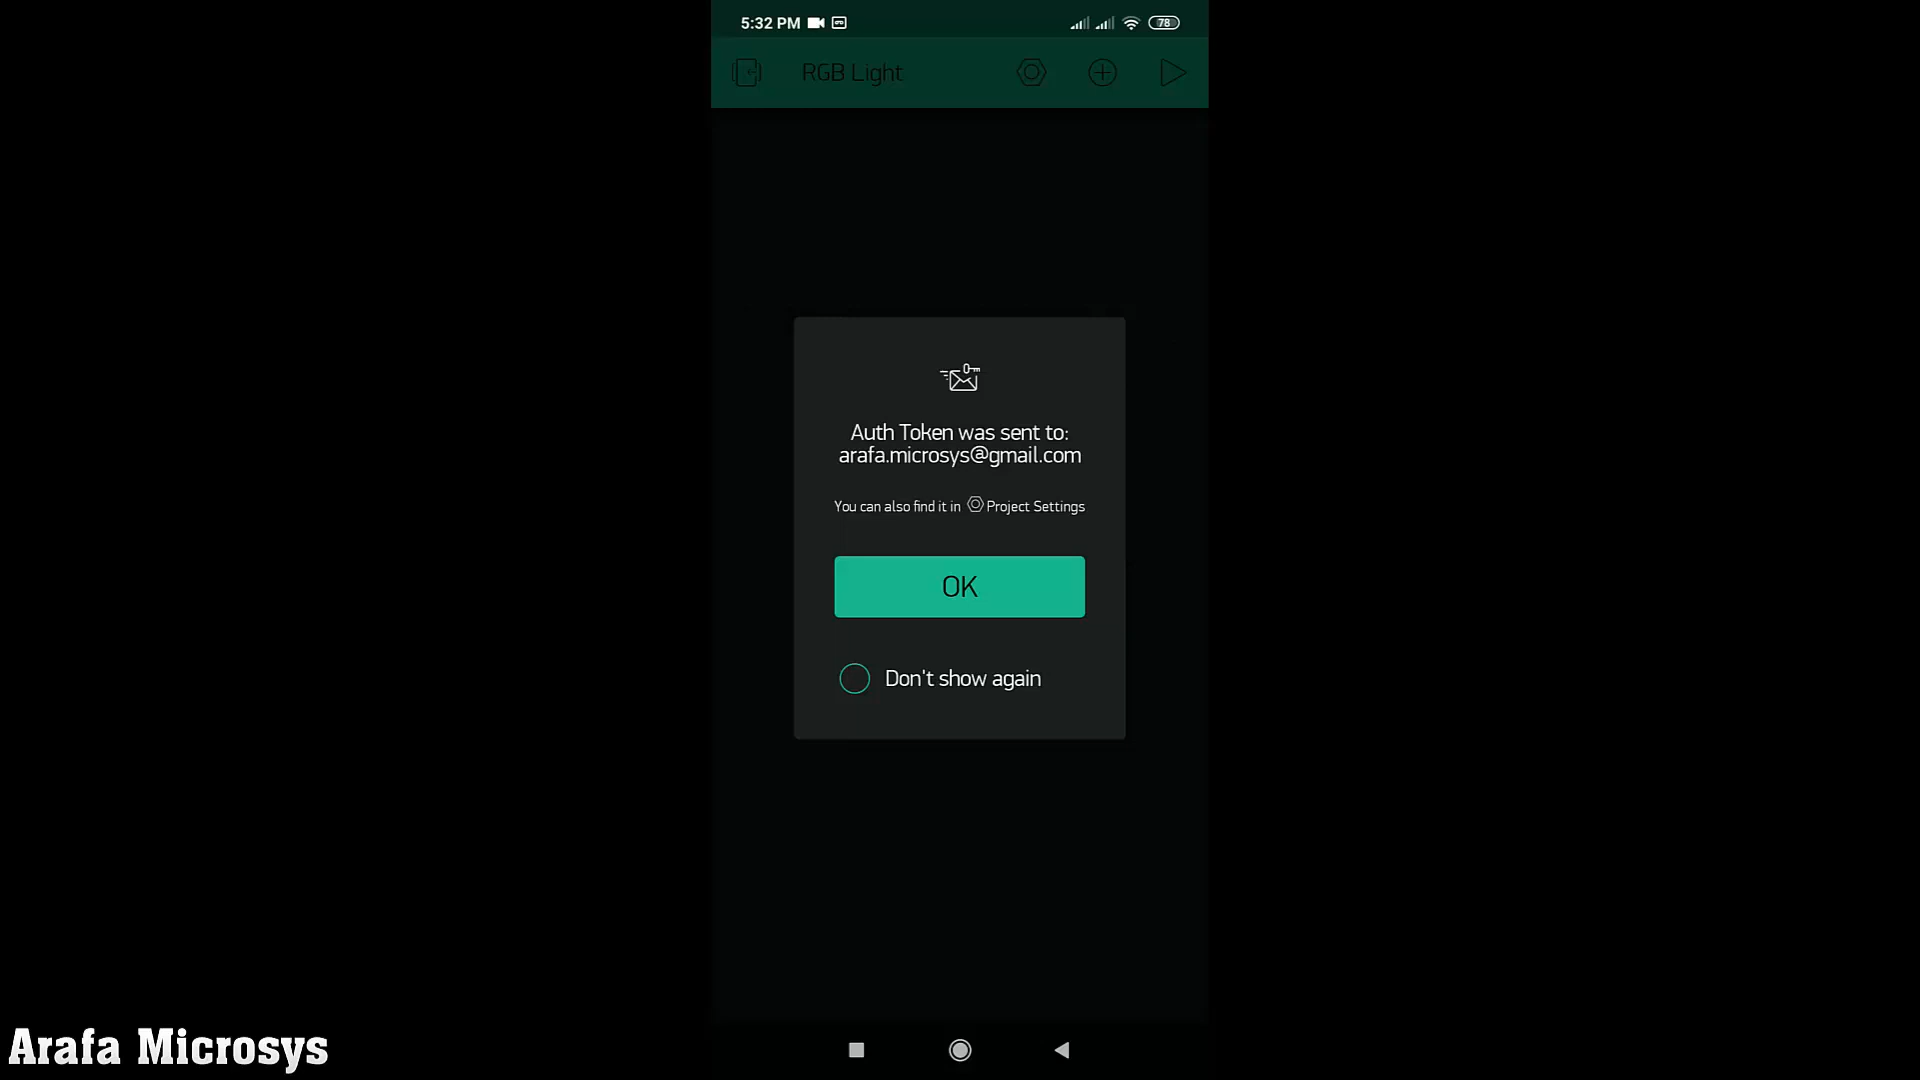 5:32 PM
78
RGB Light
Auth Token was sent to:
arafa.microsys@gmail.com
You can also find it in Project Settings
OK
Don't show again
Arafa Microsys